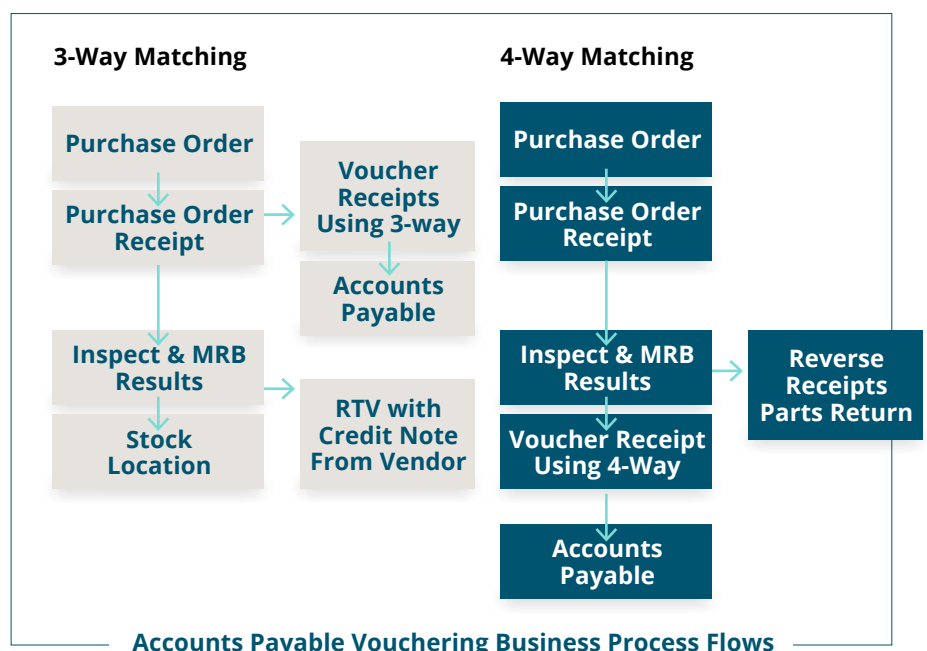 3-Way Matching
Purchase Order
Purchase Order
Receipt
Voucher
Receipts
Using 3-way
Accounts
Payable
Inspect & MRB
Results
Stock
Location
RTV with
Credit Note
From Vendor
4-Way Matching
Purchase Order
Purchase Order
Receipt
Inspect & MRB
Results
Reverse
Receipts
Parts Return
Voucher Receipt
Using 4-Way
Accounts
Payable
Accounts Payable Vouchering Business Process Flows